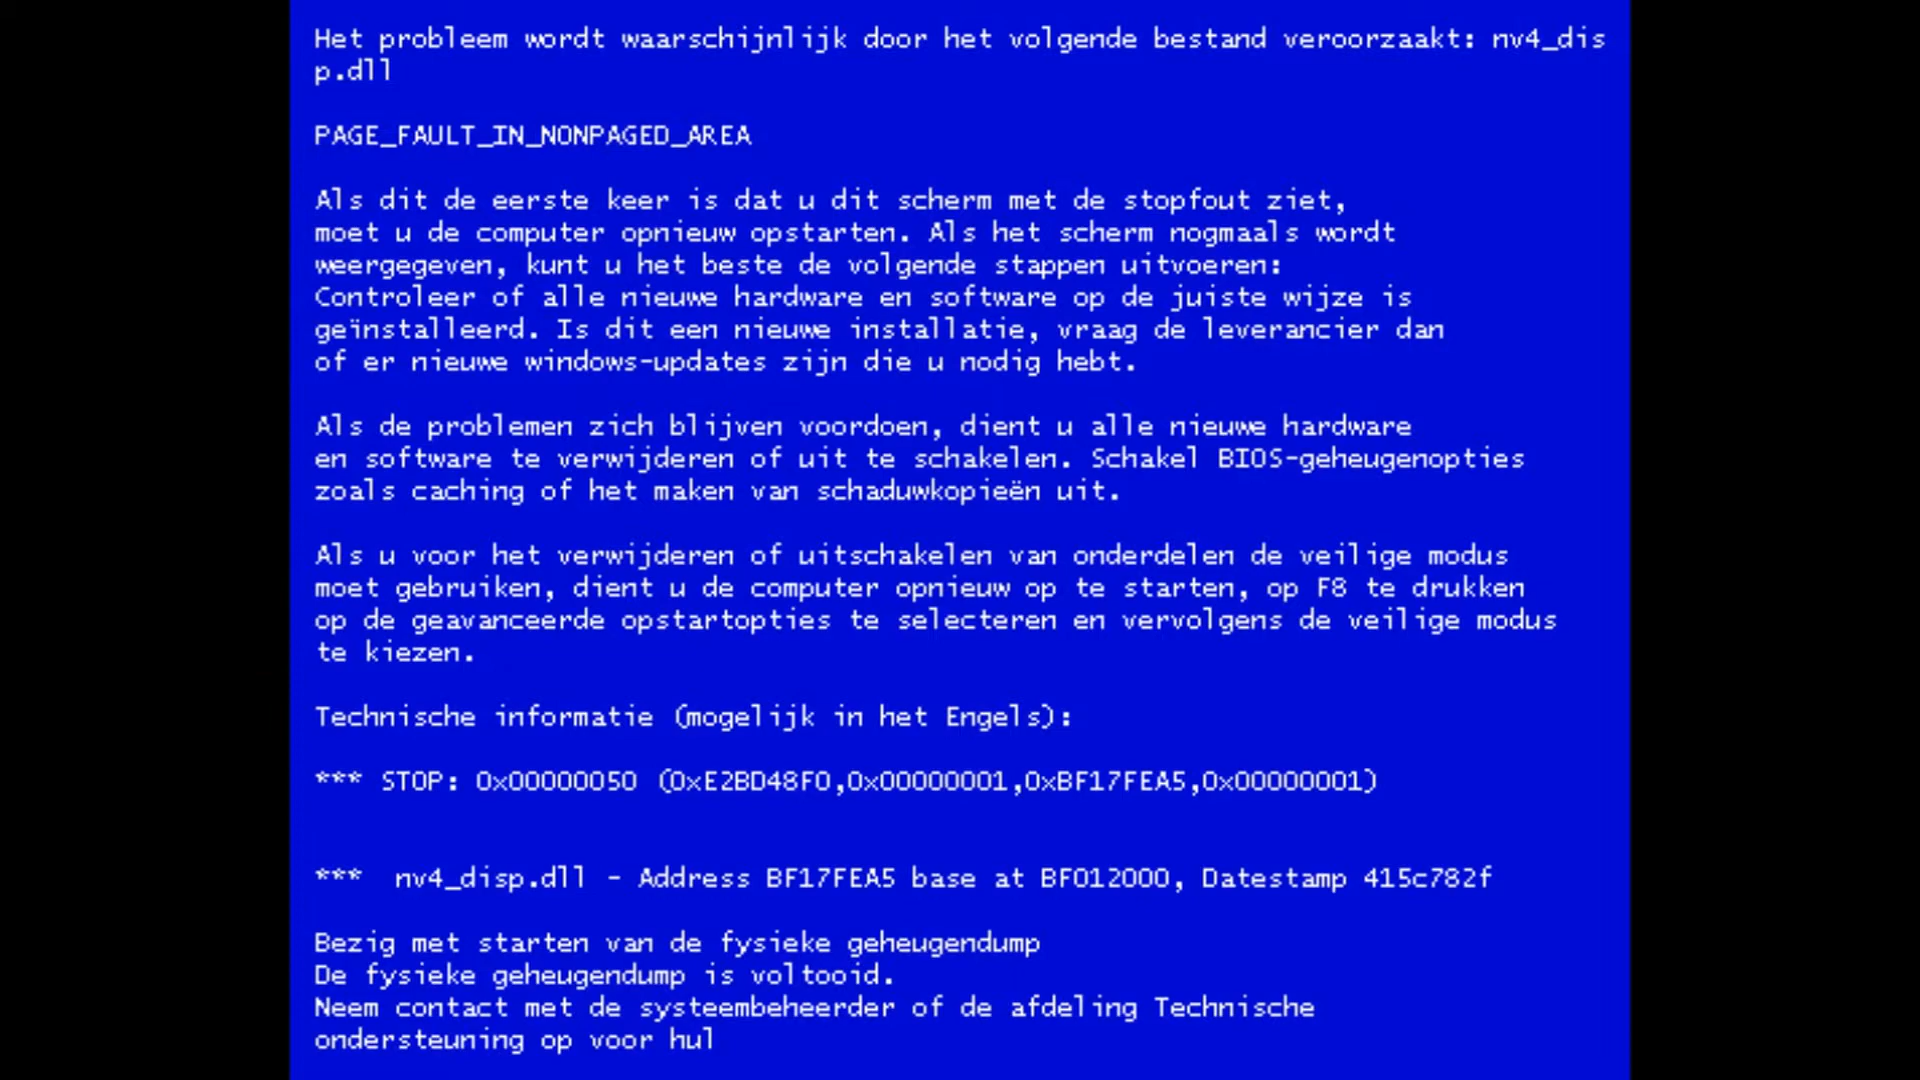 Het probleem wordt waarschijnlijk door het volgende bestand veroorzaakt: nv4_dis
p.dll
PAGE_FAULT_IN_NONPAGED_AREA
Als dit de eerste keer is dat u dit scherm met de stopfout ziet,
moet u de computer opnieuw opstarten. Als het scherm nogmaals wordt
weergegeven, kunt u het beste de volgende stappen uitvoeren:
Controleer of alle nieuwe hardware en software op de juiste wijze is
geïnstalleerd. Is dit een nieuwe installatie, vraag de leverancier dan
of er nieuwe windows-updates zijn die u nodig hebt.
Als de problemen zich blijven voordoen, dient u alle nieuwe hardware
en software te verwijderen of uit te schakelen. Schakel BIOS-geheugenopties
zoals caching of het maken van schaduwkopieën uit.
Als u voor het verwijderen of uitschakelen van onderdelen de veilige modus
moet gebruiken, dient u de computer opnieuw op te starten, op F8 te drukken
op de geavanceerde opstartopties te selecteren en vervolgens de veilige modus
te kiezen.
Technische informatie (mogelijk in het Engels):
*** STOP: 0x00000050 (0xE2BD48F0,0x00000001,0xBF17FEA5,0x00000001)
*** nv4_disp.dll - Address BF17FEA5 base at BF012000, Datestamp 415c782f
Bezig met starten van de fysieke geheugendump
De fysieke geheugendump is voltooid.
Neem contact met de systeembeheerder of de afdeling Technische
ondersteuning op voor hul